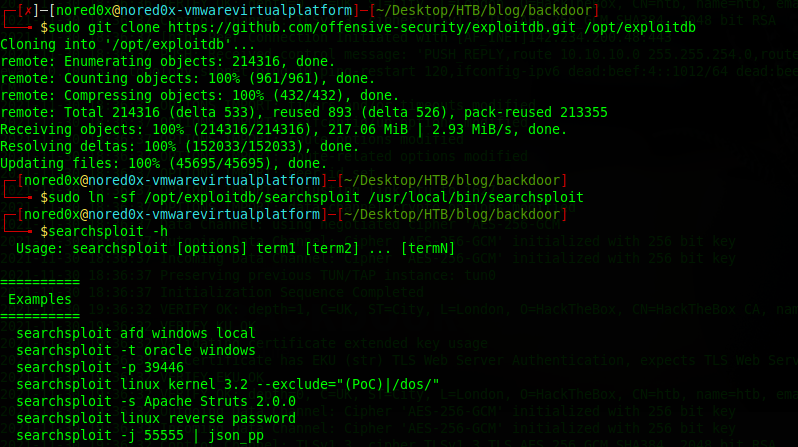 ┌─[✗]─[nored0x@nored0x-vmwarevirtualplatform]─[~/Desktop/HTB/blog/backdoor]
└──╼ $sudo git clone https://github.com/offensive-security/exploitdb.git /opt/exploitdb
Cloning into '/opt/exploitdb'...
remote: Enumerating objects: 214316, done.
remote: Counting objects: 100% (961/961), done.
remote: Compressing objects: 100% (432/432), done.
remote: Total 214316 (delta 533), reused 893 (delta 526), pack-reused 213355
Receiving objects: 100% (214316/214316), 217.06 MiB | 2.93 MiB/s, done.
Resolving deltas: 100% (152033/152033), done.
Updating files: 100% (45695/45695), done.
┌─[nored0x@nored0x-vmwarevirtualplatform]─[~/Desktop/HTB/blog/backdoor]
└──╼ $sudo ln -sf /opt/exploitdb/searchsploit /usr/local/bin/searchsploit
┌─[nored0x@nored0x-vmwarevirtualplatform]─[~/Desktop/HTB/blog/backdoor]
└──╼ $searchsploit -h
  Usage: searchsploit [options] term1 [term2] ... [termN]

==========
 Examples
==========
  searchsploit afd windows local
  searchsploit -t oracle windows
  searchsploit -p 39446
  searchsploit linux kernel 3.2 --exclude="(PoC)|/dos/"
  searchsploit -s Apache Struts 2.0.0
  searchsploit linux reverse password
  searchsploit -j 55555 | json_pp